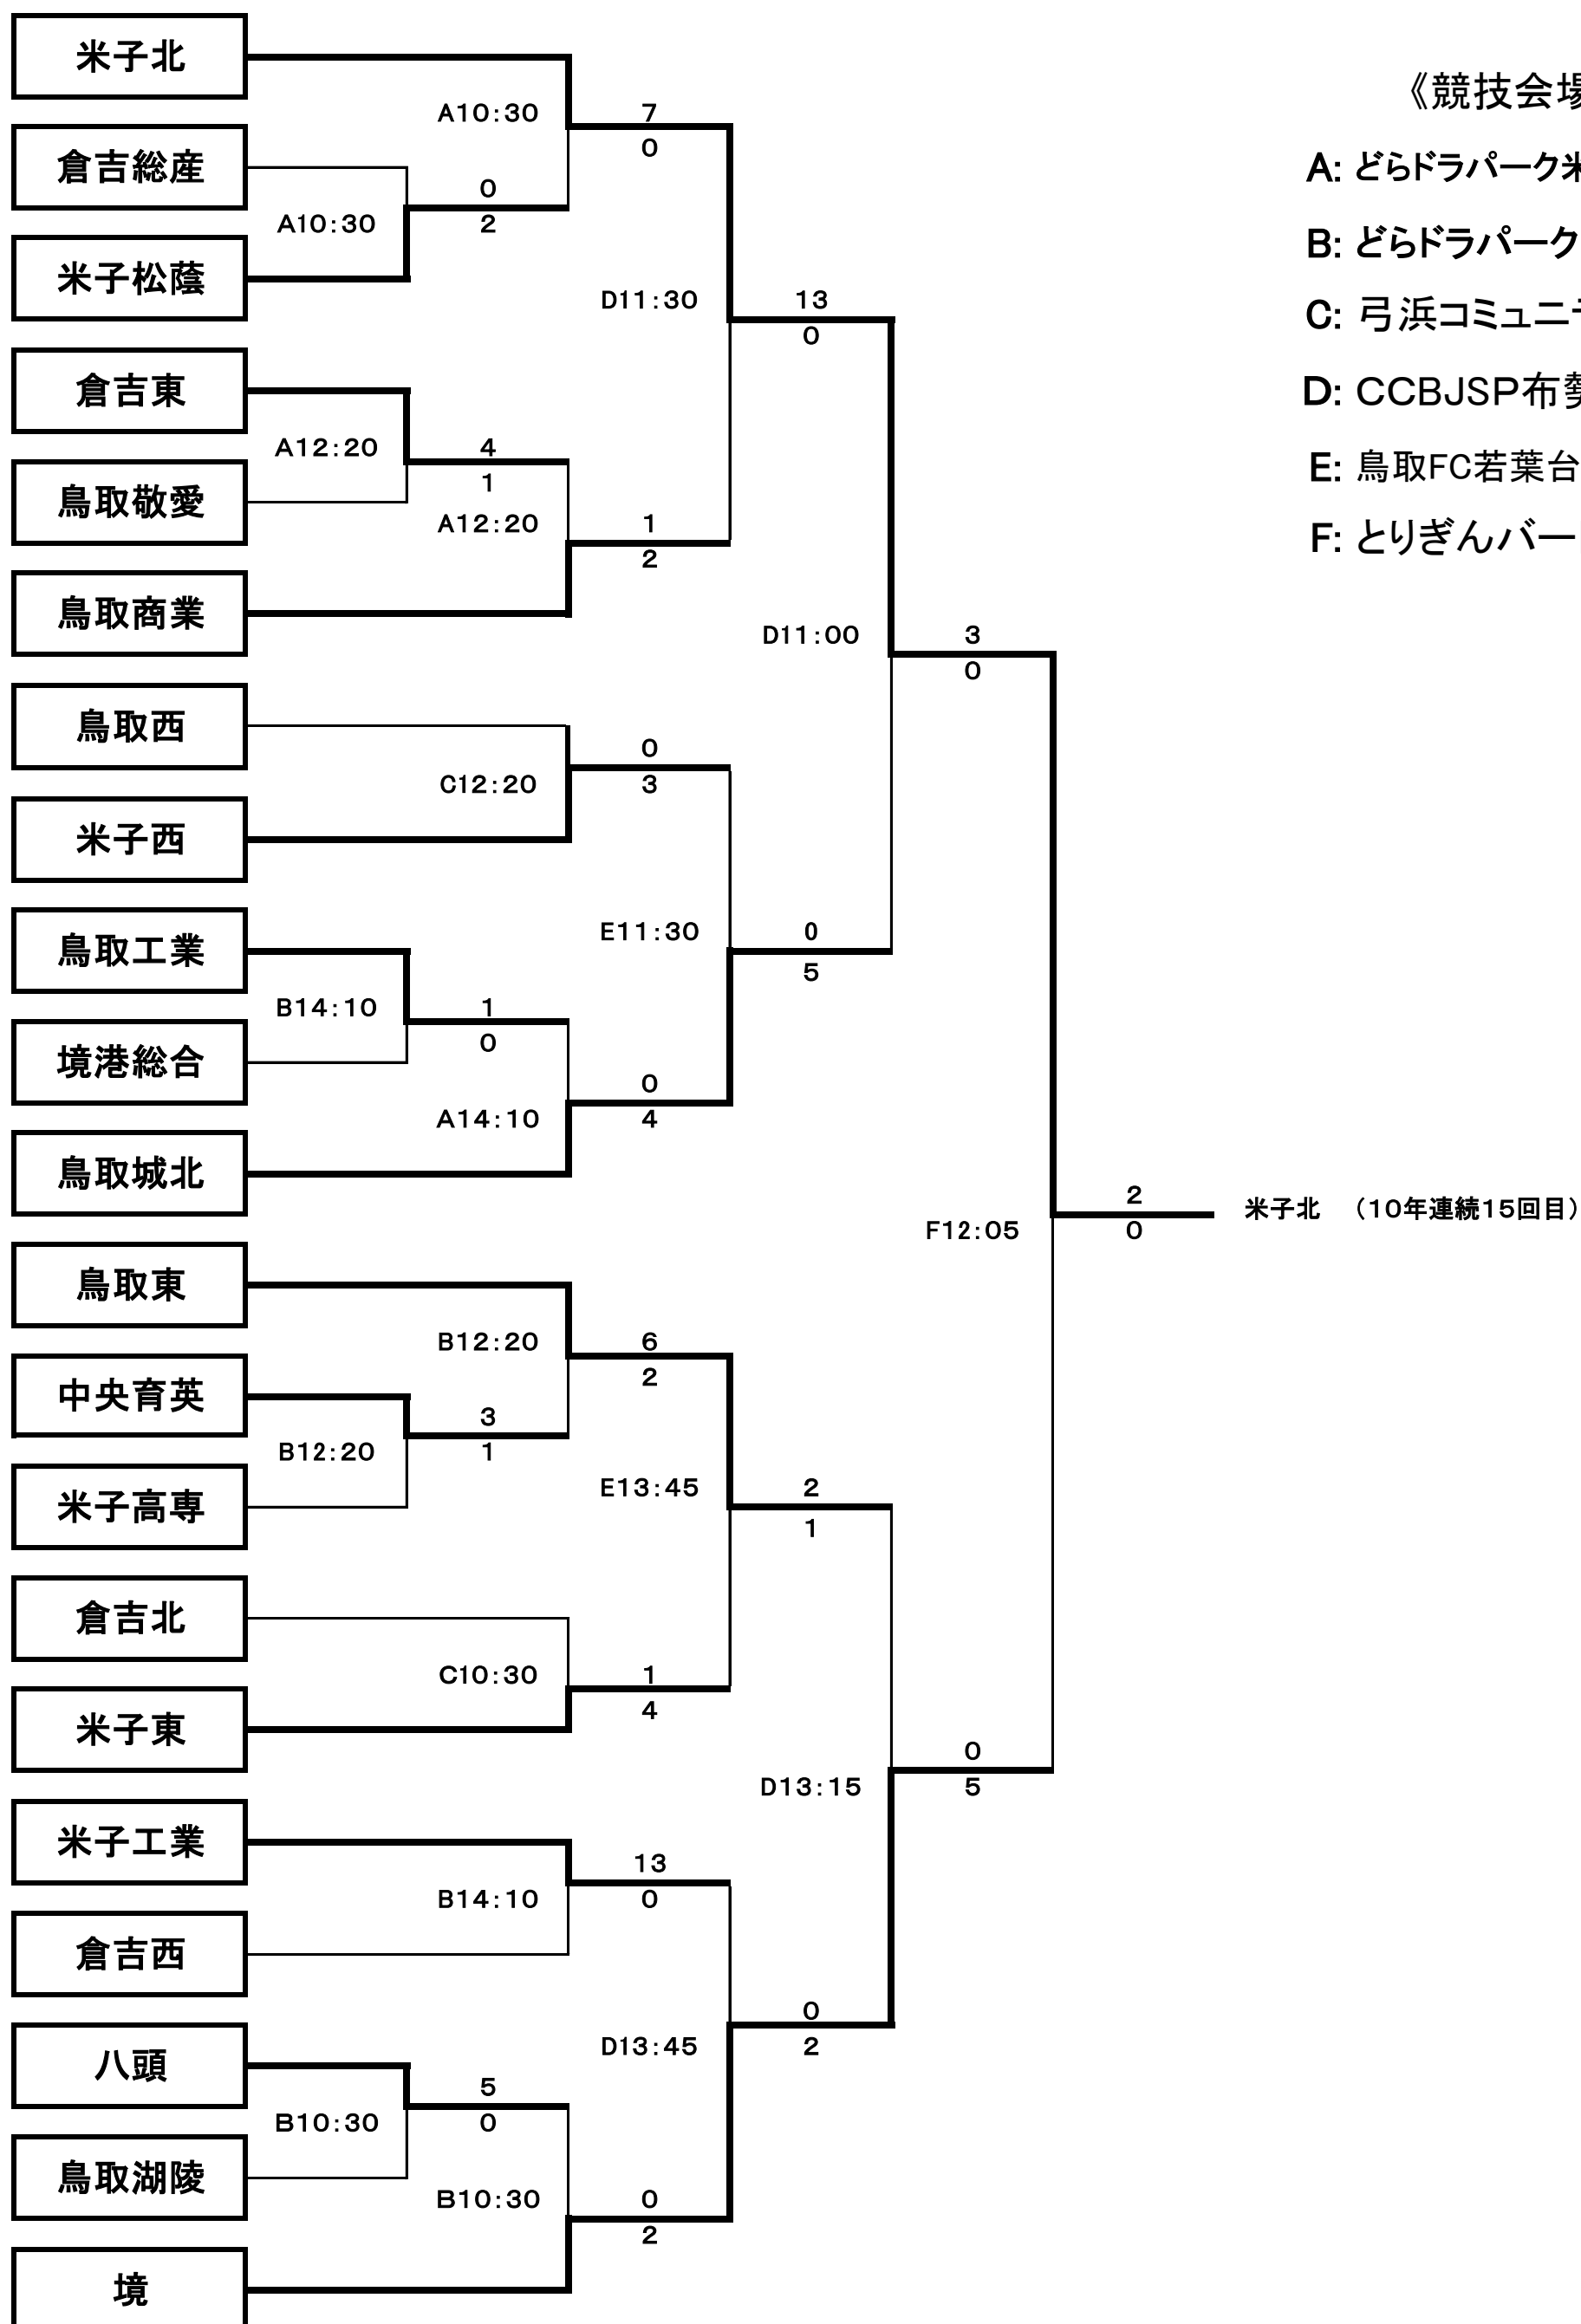 米子北
A10:30
7
0
倉吉総産
A10:30
0
2
米子松蔭
D11:30
13
0
倉吉東
A12:20
4
1
鳥取敬愛
A12:20
1
2
鳥取商業
D11:00
3
0
鳥取西
C12:20
0
3
米子西
E11:30
0
5
鳥取工業
B14:10
1
0
境港総合
A14:10
0
4
鳥取城北
F12:05
2
0
米子北 (10年連続15回目)
鳥取東
B12:20
6
2
中央育英
B12:20
3
1
米子高専
E13:45
2
1
倉吉北
C10:30
1
4
米子東
D13:15
0
5
米子工業
B14:10
13
0
倉吉西
D13:45
0
2
八頭
B10:30
5
0
鳥取湖陵
B10:30
0
2
境
《競技会場
A: どらドラパーク米
B: どらドラパーク
C: 弓浜コミュニテ
D: CCBJSP布勢
E: 鳥取FC若葉台
F: とりぎんバー